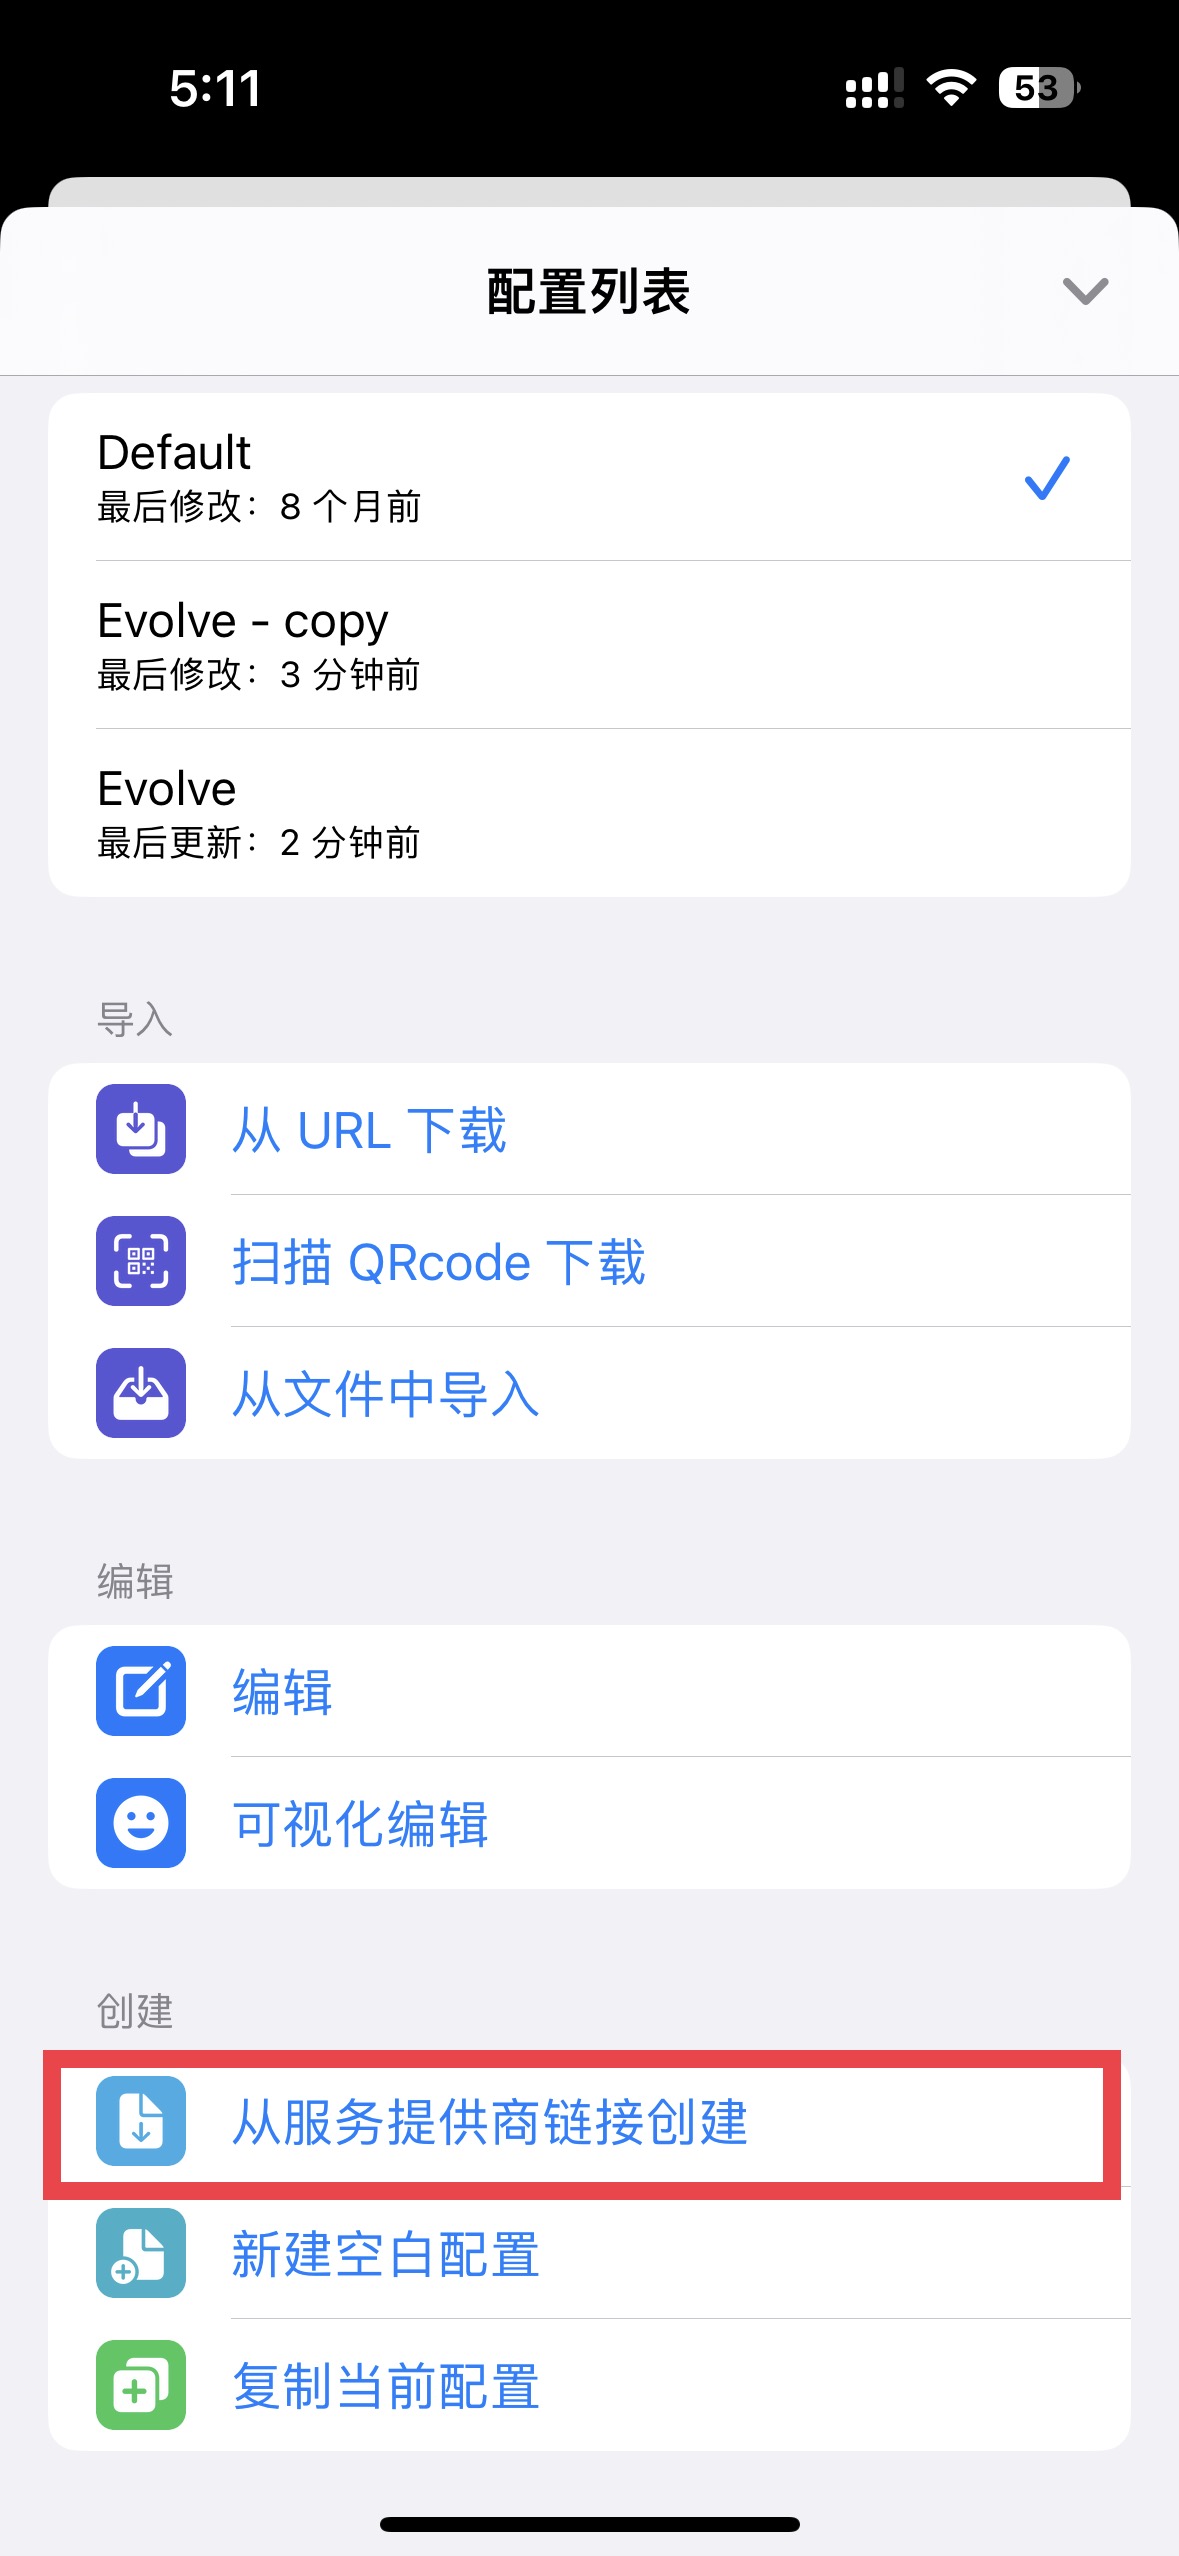 5:11
53
配置列表
Default
最后修改：8 个月前
Evolve - copy
最后修改：3 分钟前
Evolve
最后更新：2 分钟前
导入
从 URL 下载
扫描 QRcode 下载
从文件中导入
编辑
编辑
可视化编辑
创建
从服务提供商链接创建
新建空白配置
复制当前配置